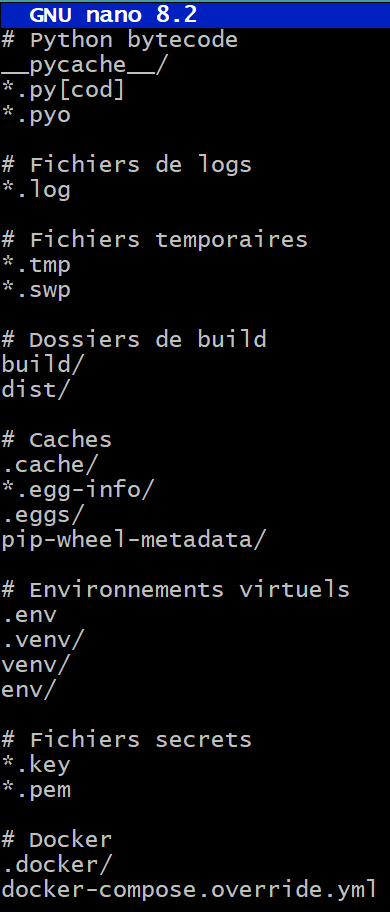 GNU nano 8.2
# Python bytecode
__pycache__/
*.py[cod]
*.pyo
# Fichiers de logs
*.log
# Fichiers temporaires
*.tmp
*.swp
# Dossiers de build
build/
dist/
# Caches
.cache/
*.egg-info/
.eggs/
pip-wheel-metadata/
# Environnements virtuels
.env
.venv/
venv/
env/
# Fichiers secrets
*.key
*.pem
# Docker
.docker/
docker-compose.override.yml